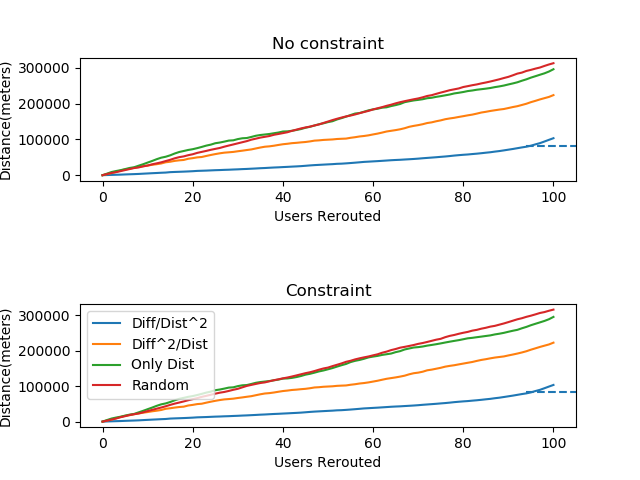 No constraint
300000
200000
100000
0
Distance(meters)
0 20 40 60 80 100
Users Rerouted
Constraint
300000
200000
100000
0
Distance(meters)
Diff/Dist^2
Diff^2/Dist
Only Dist
Random
0 20 40 60 80 100
Users Rerouted